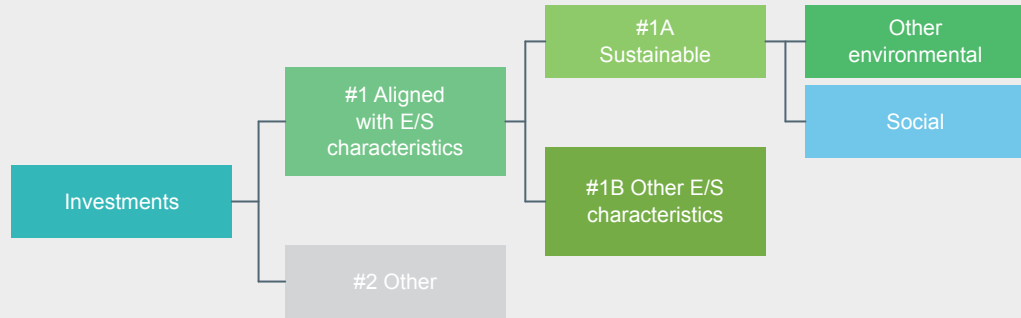 Investments
#1 Aligned
with E/S
characteristics
#2 Other
#1A
Sustainable
#1B Other E/S
characteristics
Other
environmental
Social